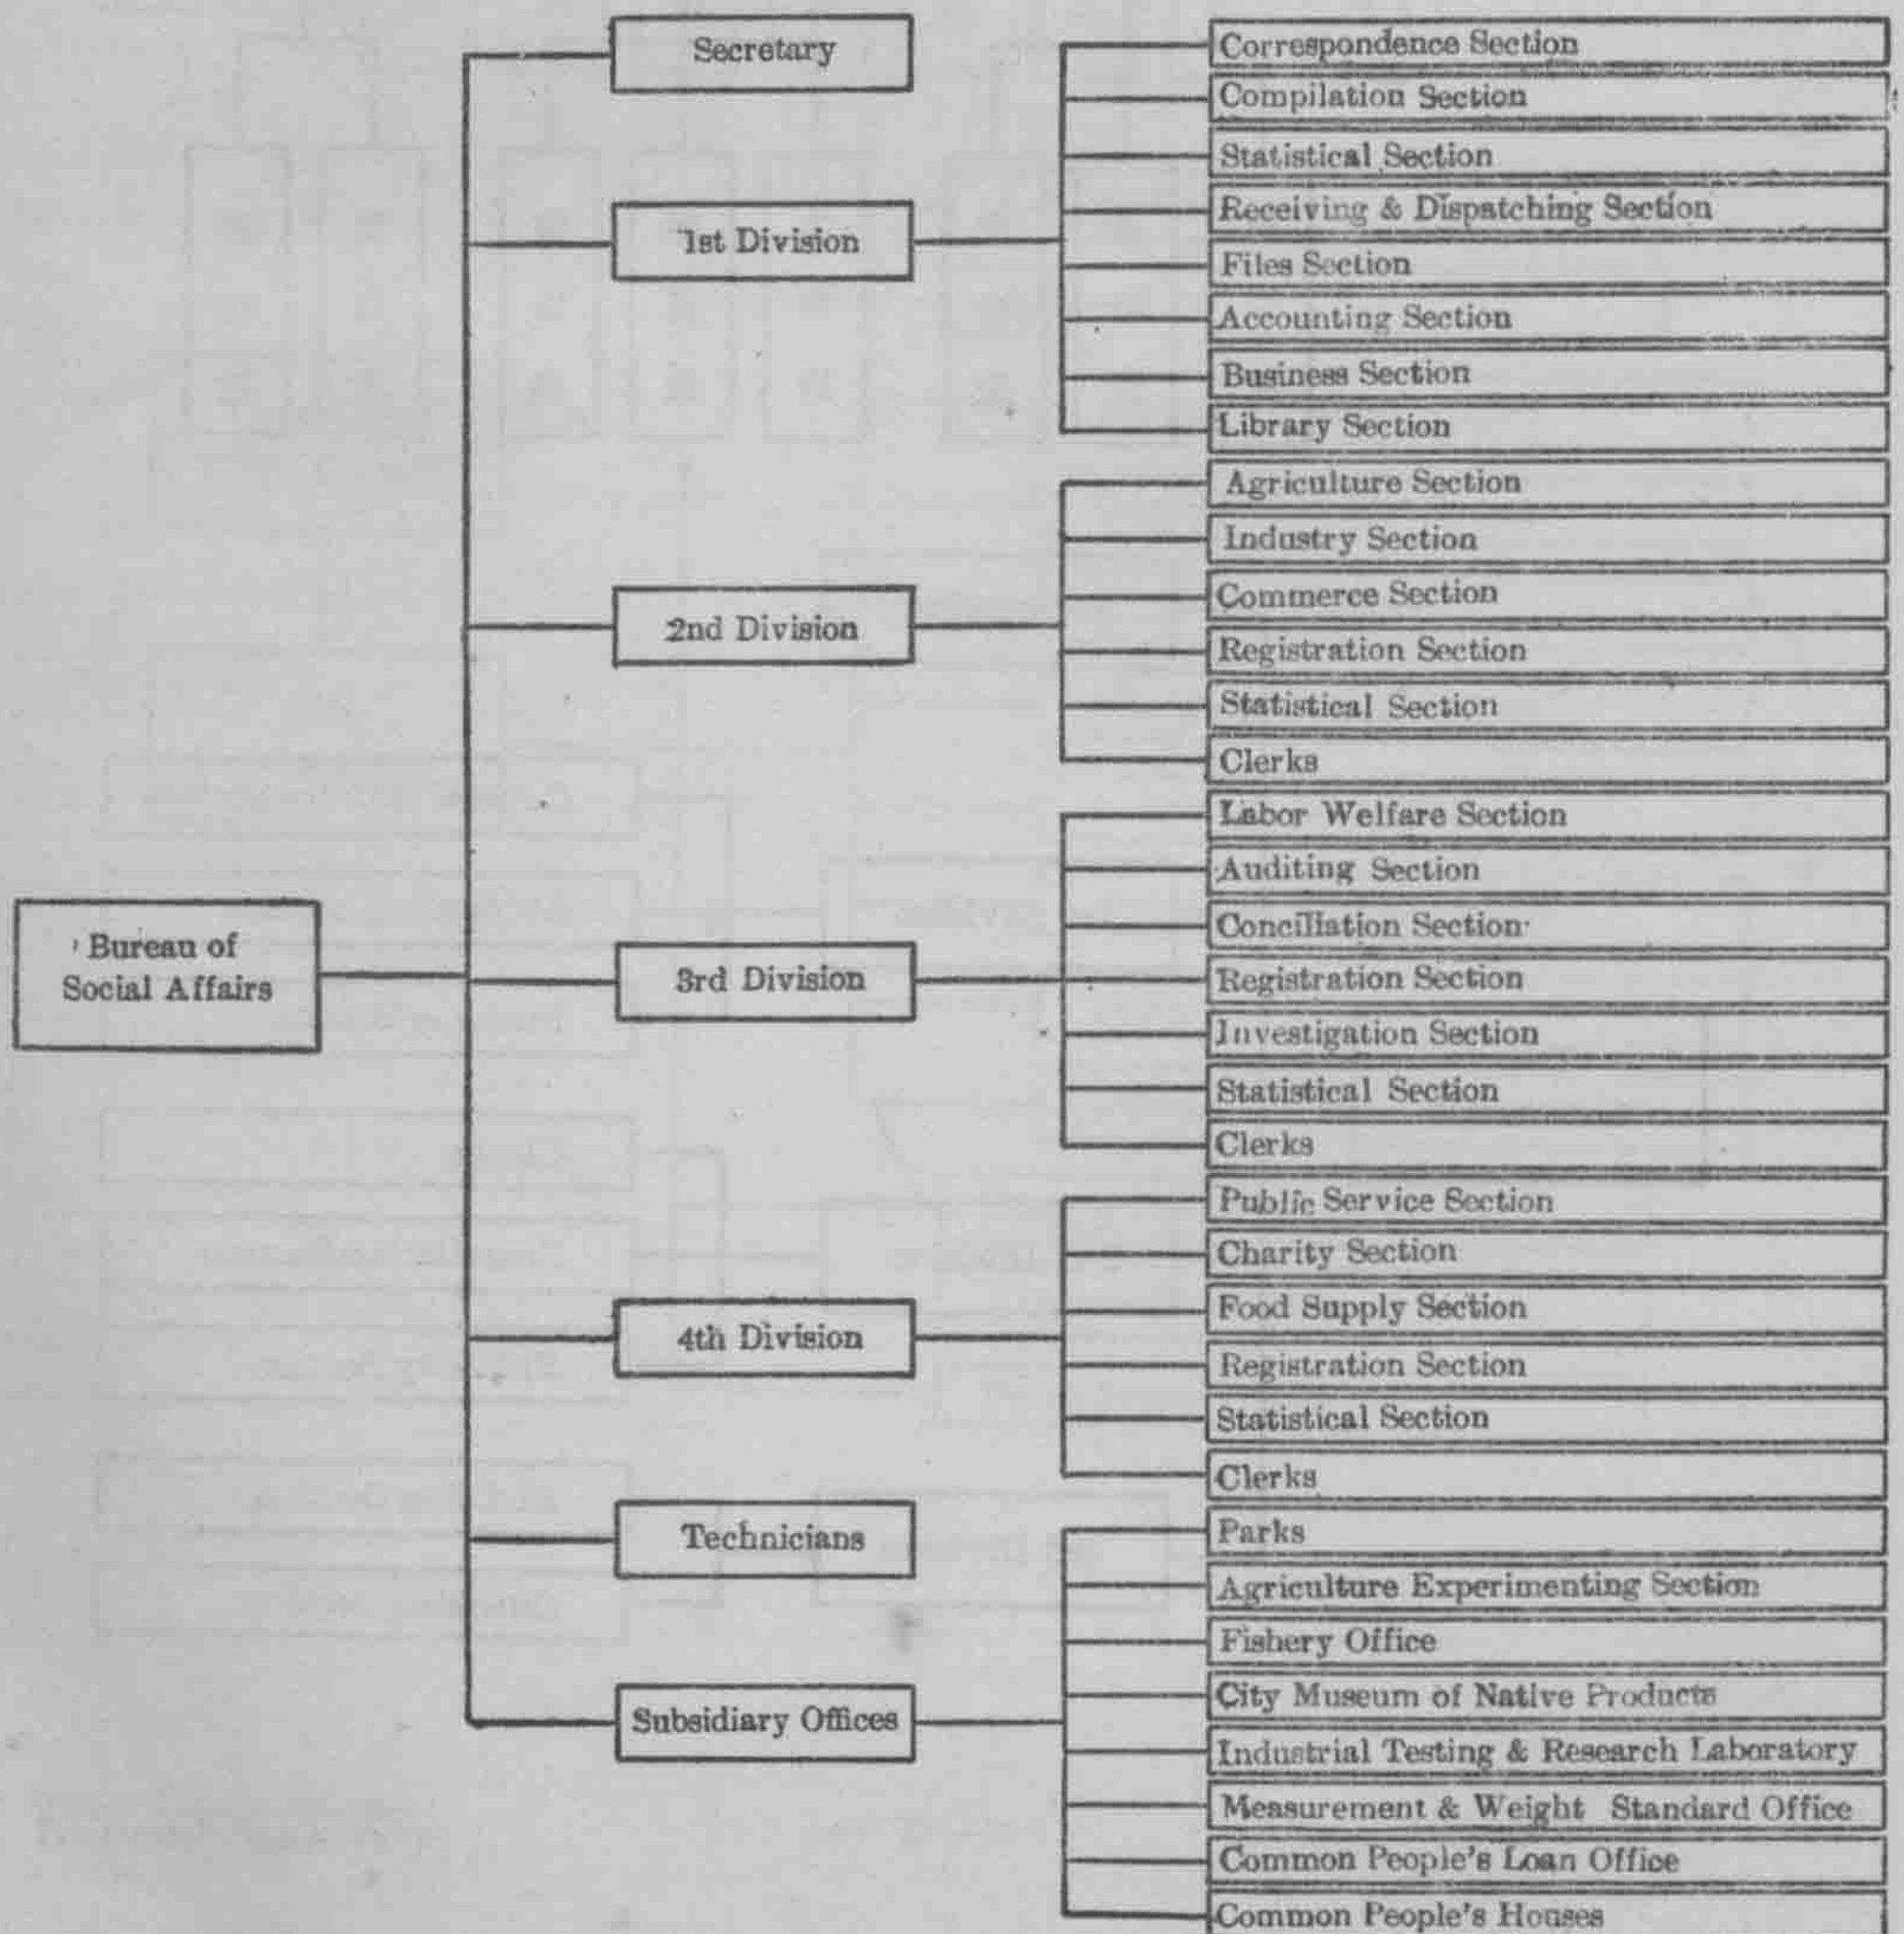 Bureau of
Social Affairs
Secretary
1st Division
Correspondence Section
Compilation Section
Statistical Section
Receiving & Dispatching Section
Files Section
Accounting Section
Business Section
Library Section
2nd Division
Agriculture Section
Industry Section
Commerce Section
Registration Section
Statistical Section
Clerks
3rd Division
Labor Welfare Section
Auditing Section
Conciliation Section
Registration Section
Investigation Section
Statistical Section
Clerks
4th Division
Public Service Section
Charity Section
Food Supply Section
Registration Section
Statistical Section
Clerks
Technicians
Subsidiary Offices
Parks
Agriculture Experimenting Section
Fishery Office
City Museum of Native Products
Industrial Testing & Research Laboratory
Measurement & Weight Standard Office
Common People's Loan Office
Common People's Houses